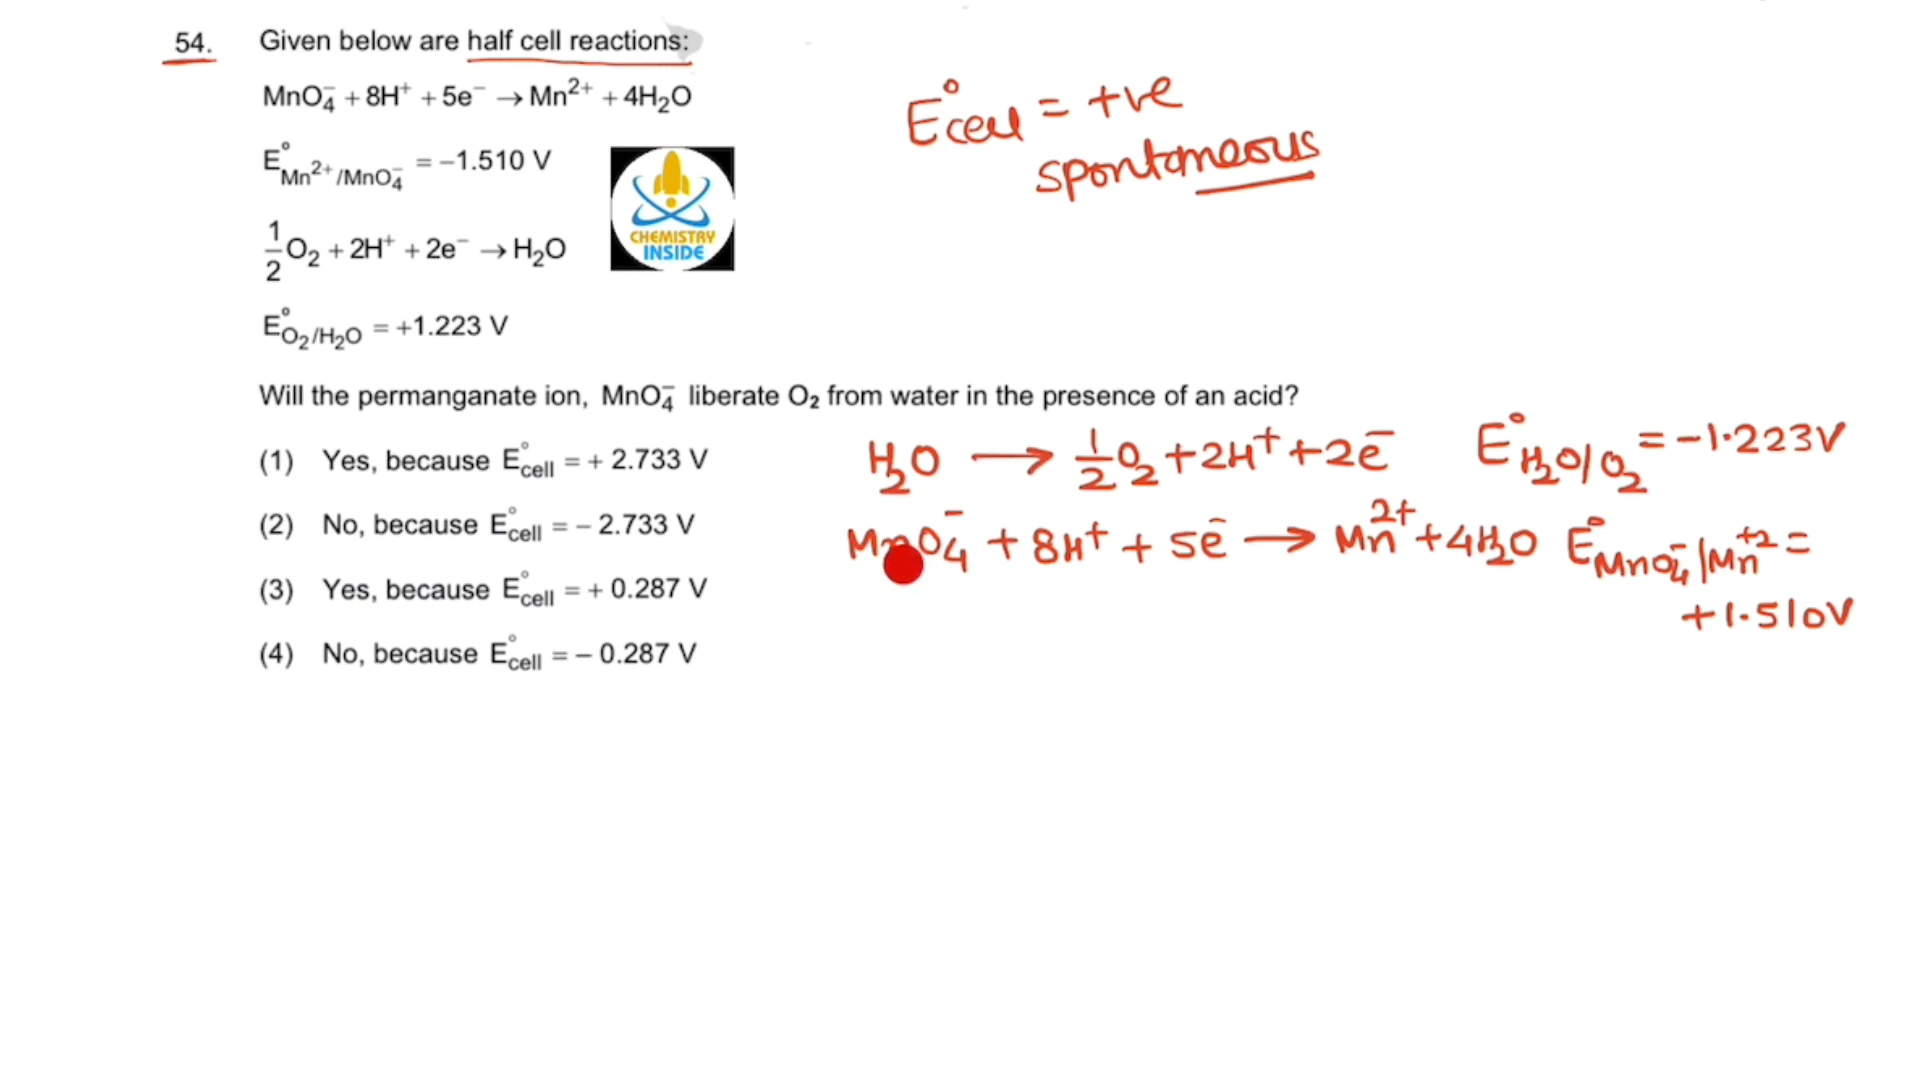 54. Given below are half cell reactions:
MnO₄⁻ + 8H⁺ + 5e⁻ → Mn²⁺ + 4H₂O
E°Mn²⁺/MnO₄⁻ = −1.510 V
CHEMISTRY
INSIDE
1/2 O₂ + 2H⁺ + 2e⁻ → H₂O
E°O₂/H₂O = +1.223 V
Will the permanganate ion, MnO₄⁻ liberate O₂ from water in the presence of an acid?
(1) Yes, because E°cell = + 2.733 V
(2) No, because E°cell = − 2.733 V
(3) Yes, because E°cell = + 0.287 V
(4) No, because E°cell = − 0.287 V
E°cell = +ve
spontaneous
H₂O → 1/2 O₂ + 2H⁺ + 2e⁻ E°H₂O/O₂ = −1.223V
MnO₄⁻ + 8H⁺ + 5e⁻ → Mn²⁺ + 4H₂O E°MnO₄⁻/Mn⁺² =
+1.510V